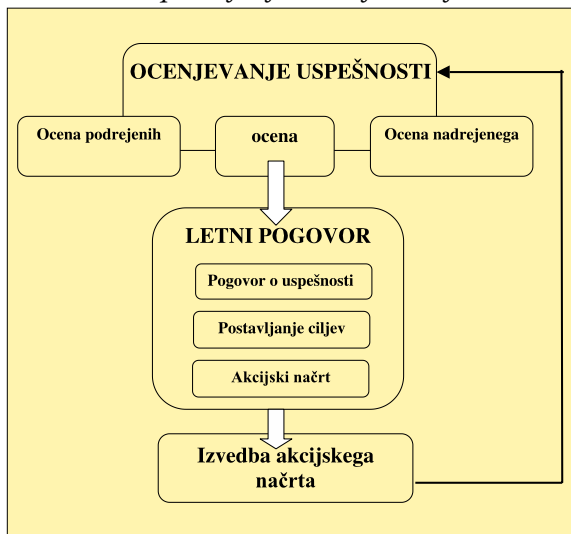 OCENJEVANJE USPEŠNOSTI
Ocena podrejenih
ocena
Ocena nadrejenega
LETNI POGOVOR
Pogovor o uspešnosti
Postavljanje ciljev
Akcijski načrt
Izvedba akcijskega
načrta